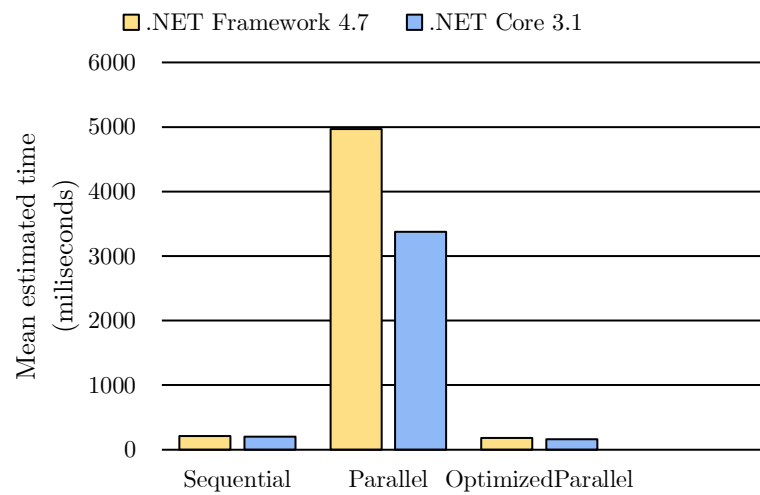 .NET Framework 4.7 .NET Core 3.1
6000
5000
4000
3000
2000
1000
0
Mean estimated time
(miliseconds)
Sequential Parallel OptimizedParallel